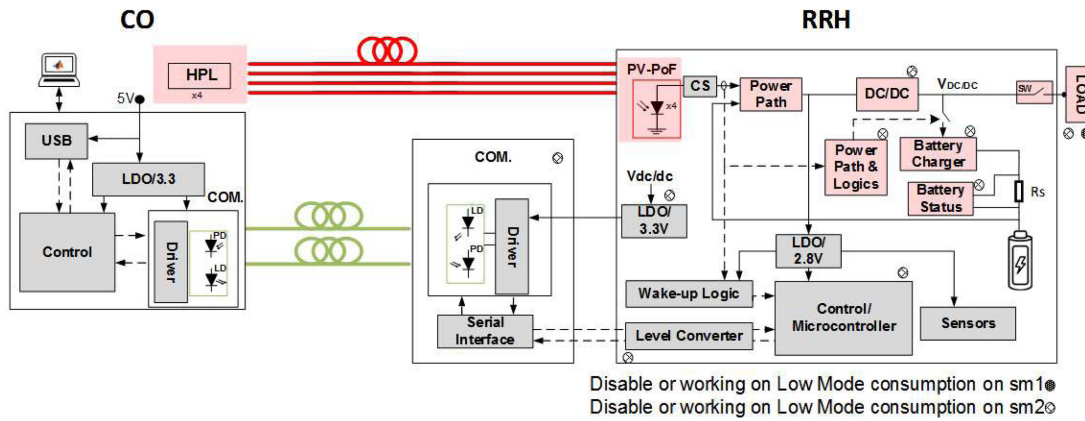 CO
RRH
HPL
x4
5V
USB
LDO/3.3
COM.
Control
Driver
PD
LD
COM.
LD
PD
Driver
Serial
Interface
PV-PoF
x4
CS
Power
Path
DC/DC
VDC/DC
SW
LOAD
Power
Path &
Logics
Battery
Charger
Battery
Status
Rs
Vdc/dc
LDO/
3.3V
LDO/
2.8V
Wake-up Logic
Control/
Microcontroller
Sensors
Level Converter
Disable or working on Low Mode consumption on sm1
Disable or working on Low Mode consumption on sm2